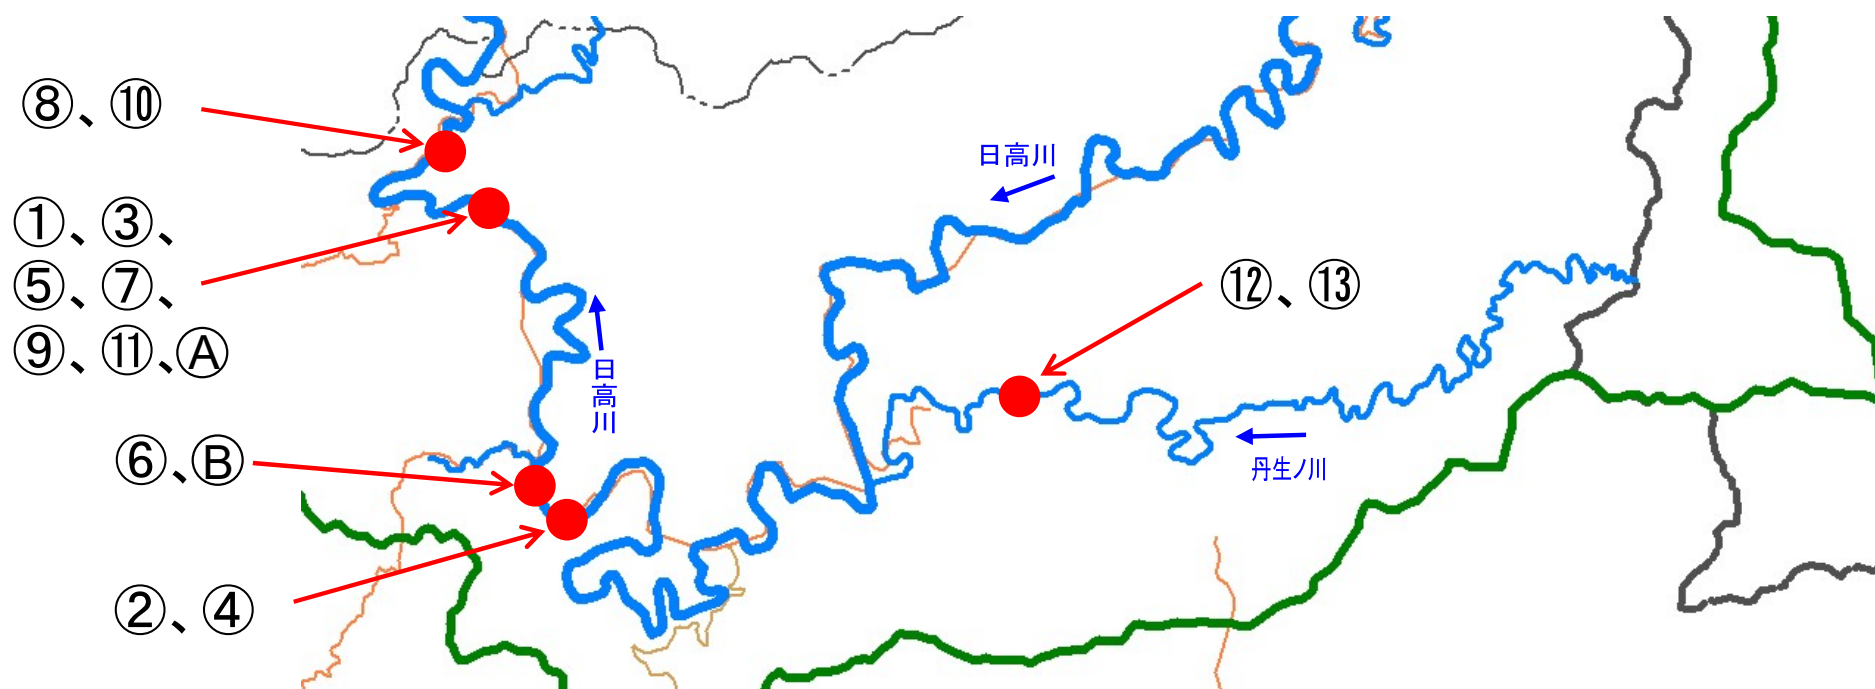 ⑧、⑩
①、③、
⑤、⑦、
⑨、⑪、Ⓐ
⑥、Ⓑ
②、④
日高川
日高川
⑫、⑬
丹生ノ川